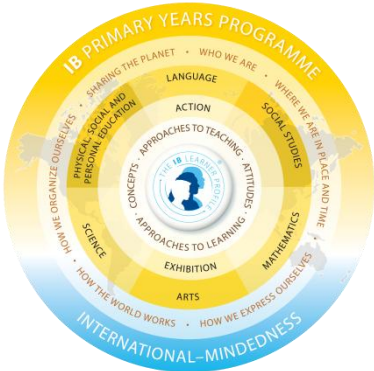 IB PRIMARY YEARS PROGRAMME
SHARING THE PLANET • WHO WE ARE • WHERE WE ARE IN PLACE AND TIME •
HOW WE ORGANIZE OURSELVES • HOW THE WORLD WORKS • HOW WE EXPRESS OURSELVES
LANGUAGE
PHYSICAL, SOCIAL AND
PERSONAL EDUCATION
SOCIAL STUDIES
SCIENCE
MATHEMATICS
ARTS
ACTION
EXHIBITION
CONCEPTS · APPROACHES TO TEACHING · ATTITUDES ·
APPROACHES TO LEARNING ·
THE IB LEARNER PROFILE
INTERNATIONAL-MINDEDNESS